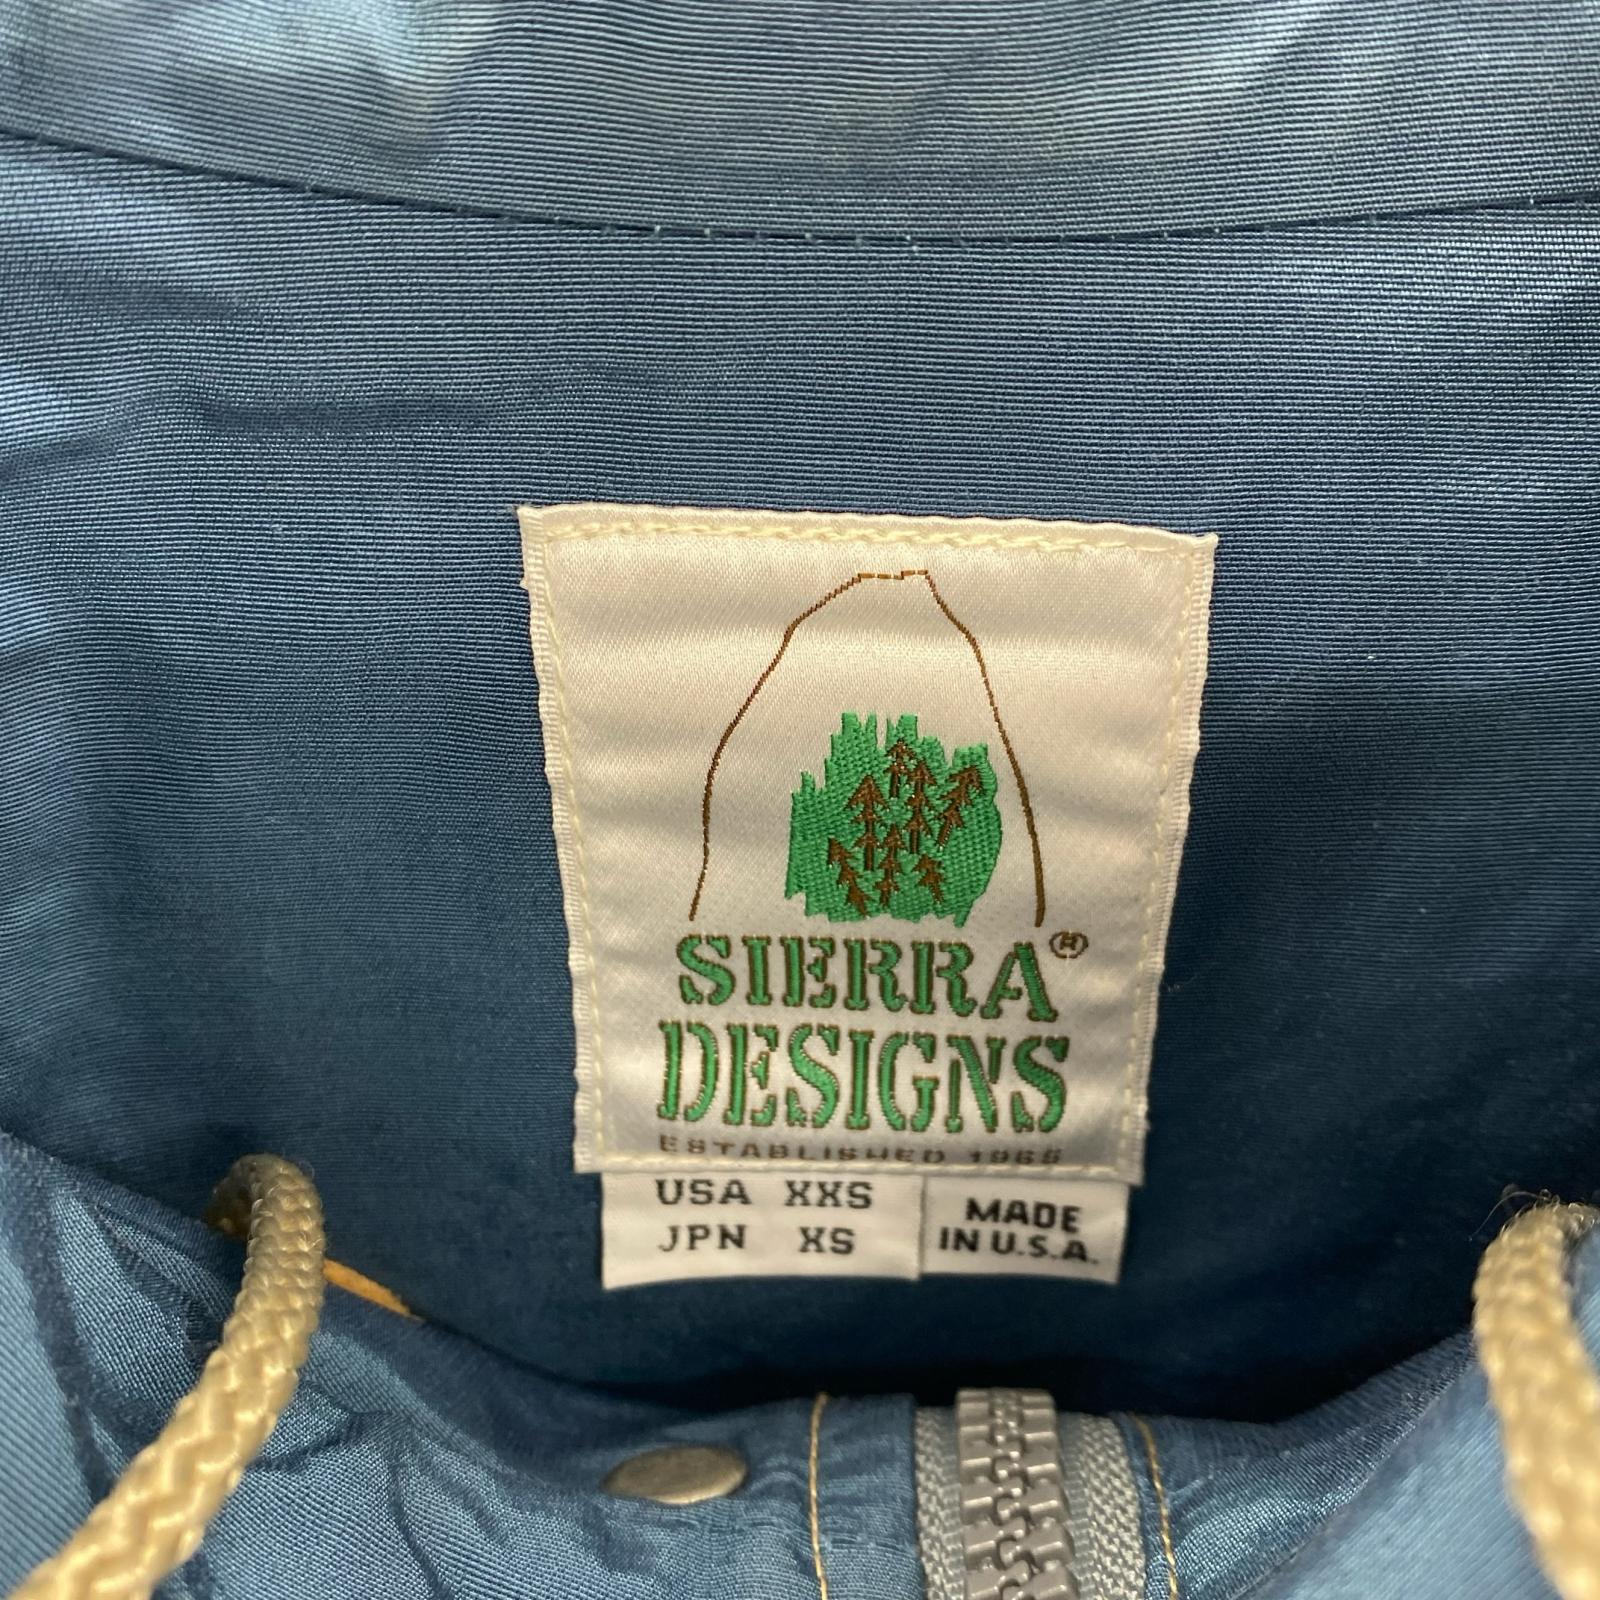 SIERRA®
DESIGNS
ESTABLISHED 1965
USA XXS
JPN XS
MADE
IN U.S.A.